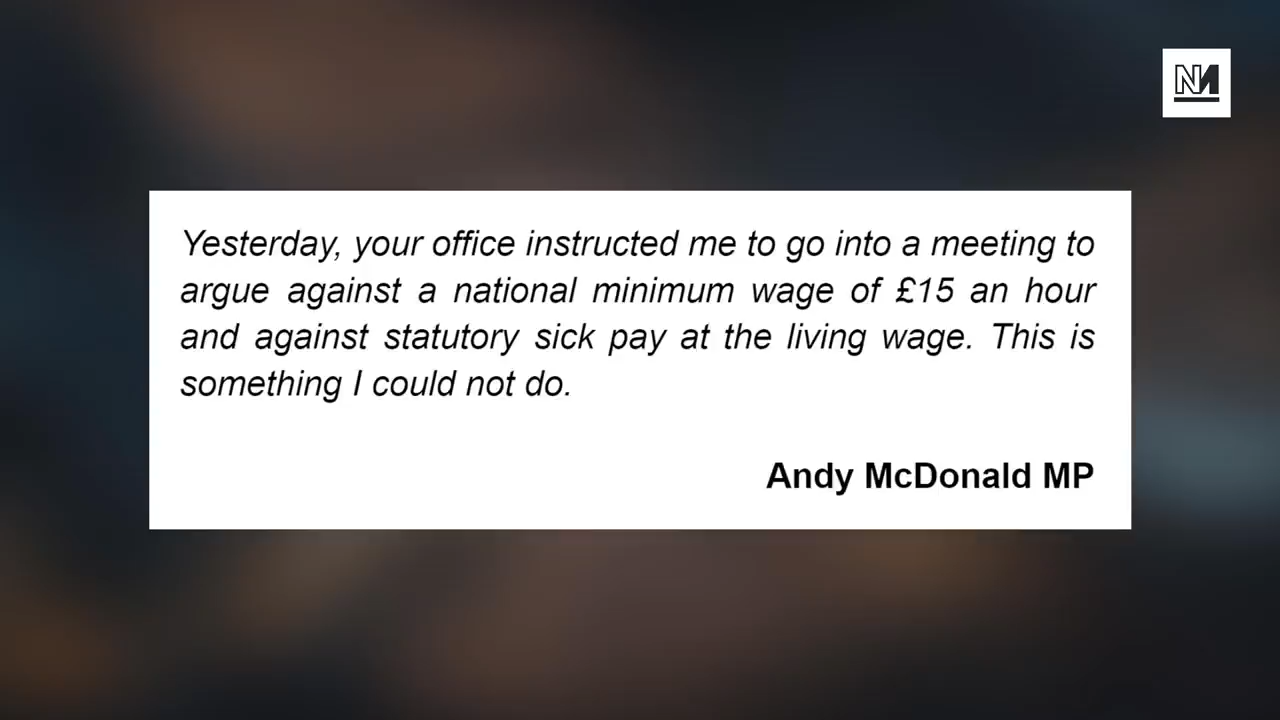 NM
Yesterday, your office instructed me to go into a meeting to
argue against a national minimum wage of £15 an hour
and against statutory sick pay at the living wage. This is
something I could not do.
Andy McDonald MP